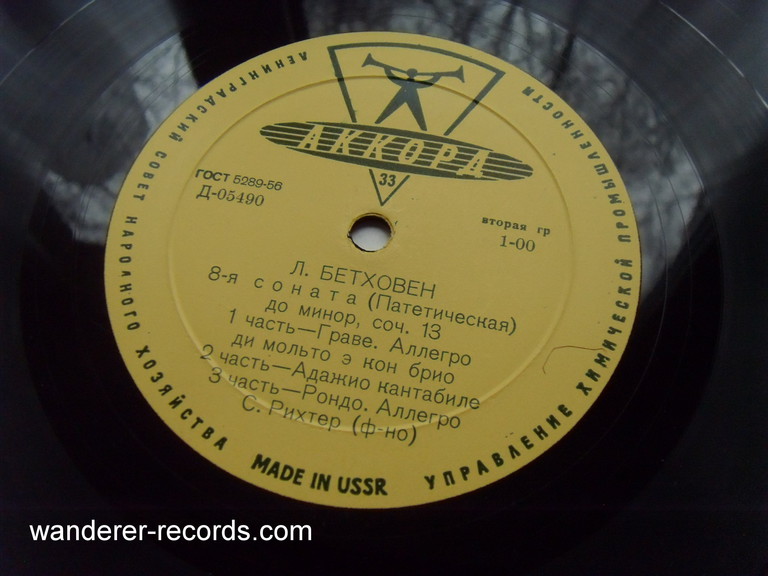 ЛЕНИНГРАДСКИЙ СОВЕТ НАРОДНОГО ХОЗЯЙСТВА
УПРАВЛЕНИЕ ХИМИЧЕСКОЙ ПРОМЫШЛЕННОСТИ
АККОРД
33
ГОСТ 5289-56
Д-05490
вторая гр
1-00
Л. БЕТХОВЕН
8-я соната (Патетическая)
до минор, соч. 13
1 часть—Граве. Аллегро
ди мольто э кон брио
2 часть—Адажио кантабиле
3 часть—Рондо. Аллегро
С. Рихтер (ф-но)
MADE IN USSR
wanderer-records.com